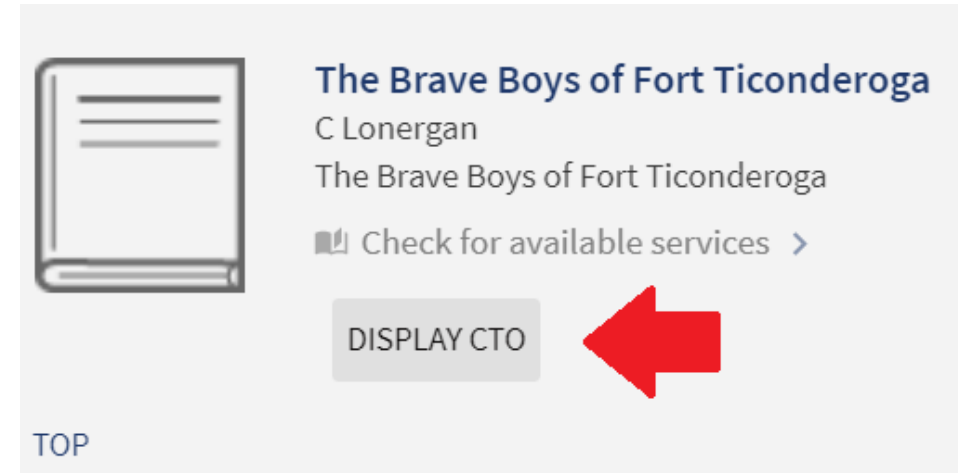 The Brave Boys of Fort Ticonderoga
C Lonergan
The Brave Boys of Fort Ticonderoga
Check for available services
DISPLAY CTO
TOP